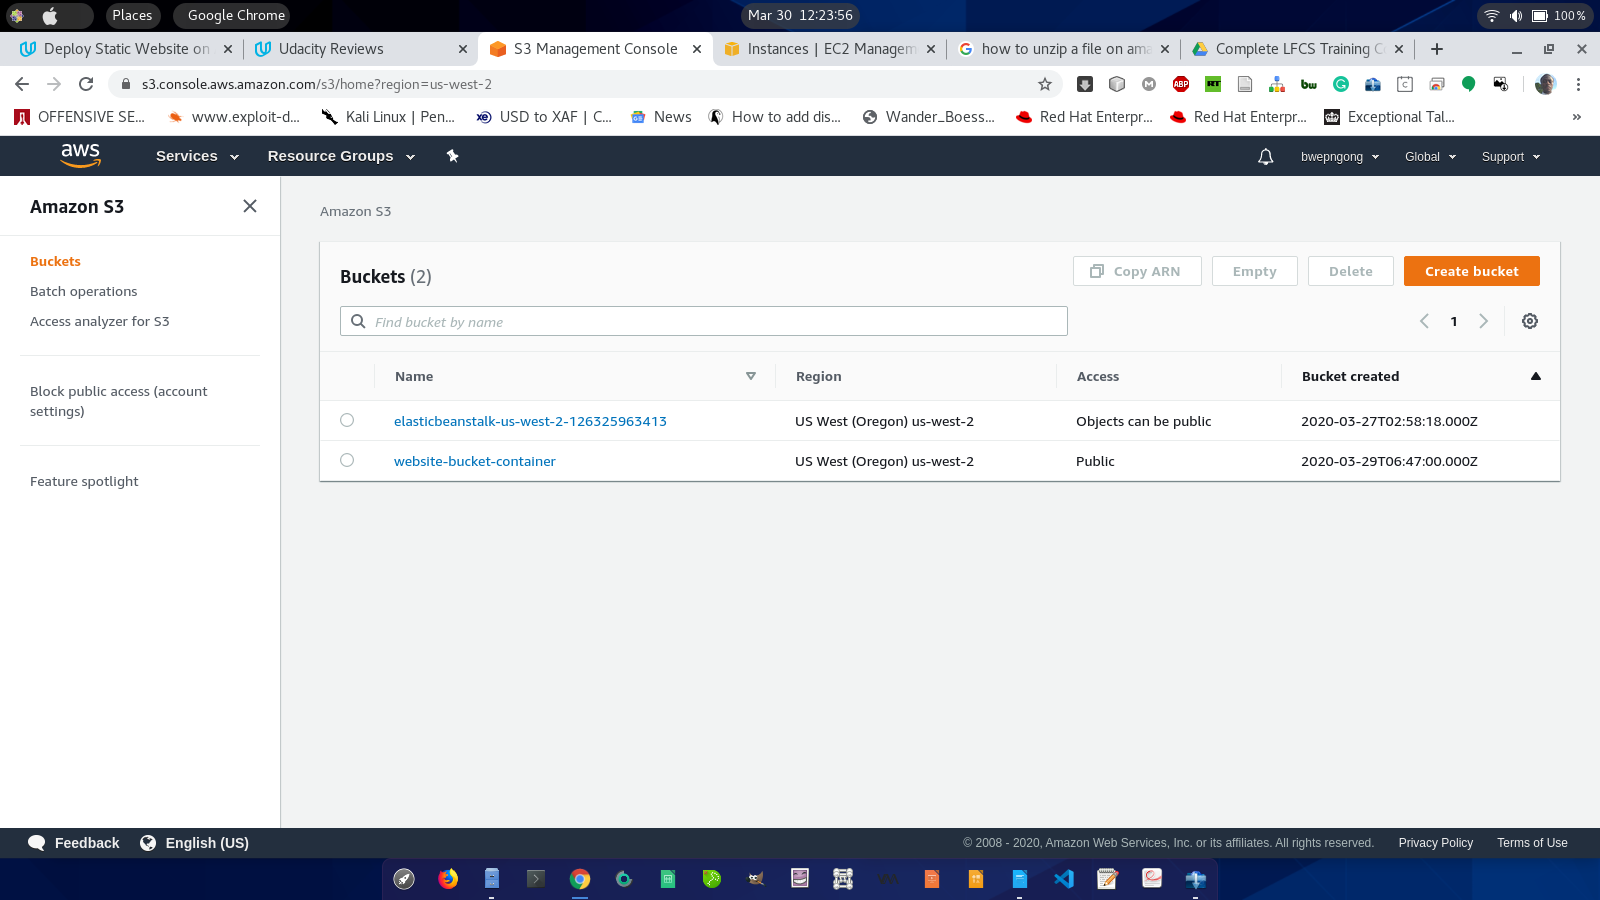 Places
Google Chrome
Mar 30 12:23:56
100 %
Deploy Static Website on
Udacity Reviews
S3 Management Console
Instances | EC2 Managem
how to unzip a file on ama
Complete LFCS Training C
s3.console.aws.amazon.com/s3/home?region=us-west-2
OFFENSIVE SE...
www.exploit-d...
Kali Linux | Pen...
USD to XAF | C...
News
How to add dis...
Wander_Boess...
Red Hat Enterpr...
Red Hat Enterpr...
Exceptional Tal...
»
aws
Services
Resource Groups
bwepngong
Global
Support
Amazon S3
Buckets
Batch operations
Access analyzer for S3
Block public access (account
settings)
Feature spotlight
Amazon S3
Buckets (2)
Copy ARN
Empty
Delete
Create bucket
Find bucket by name
1
Name
Region
Access
Bucket created
elasticbeanstalk-us-west-2-126325963413
US West (Oregon) us-west-2
Objects can be public
2020-03-27T02:58:18.000Z
website-bucket-container
US West (Oregon) us-west-2
Public
2020-03-29T06:47:00.000Z
Feedback
English (US)
© 2008 - 2020, Amazon Web Services, Inc. or its affiliates. All rights reserved.
Privacy Policy
Terms of Use